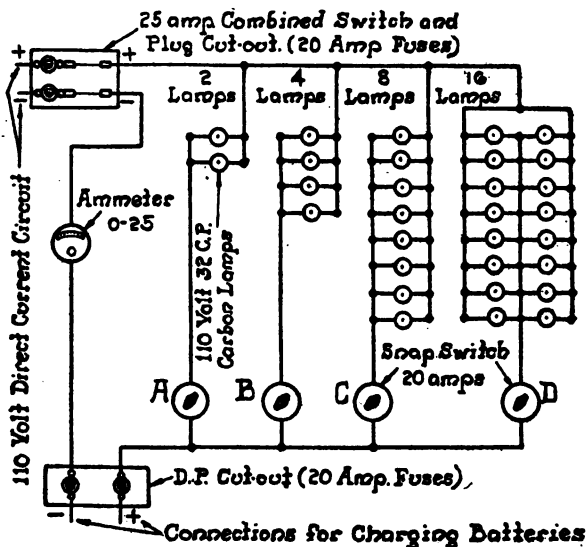 25 amp Combined Switch and
Plug Cut-out. (20 Amp Fuses)
+ +
- -
2 4 8 16
Lamps Lamps Lamps Lamps
110 Volt Direct Current Circuit
Ammeter
0-25
110 Volt 32 C.P.
Carbon Lamps
Snap Switch
20 amps
A B C D
D.P. Cut-out (20 Amp. Fuses)
- +
Connections for Charging Batteries